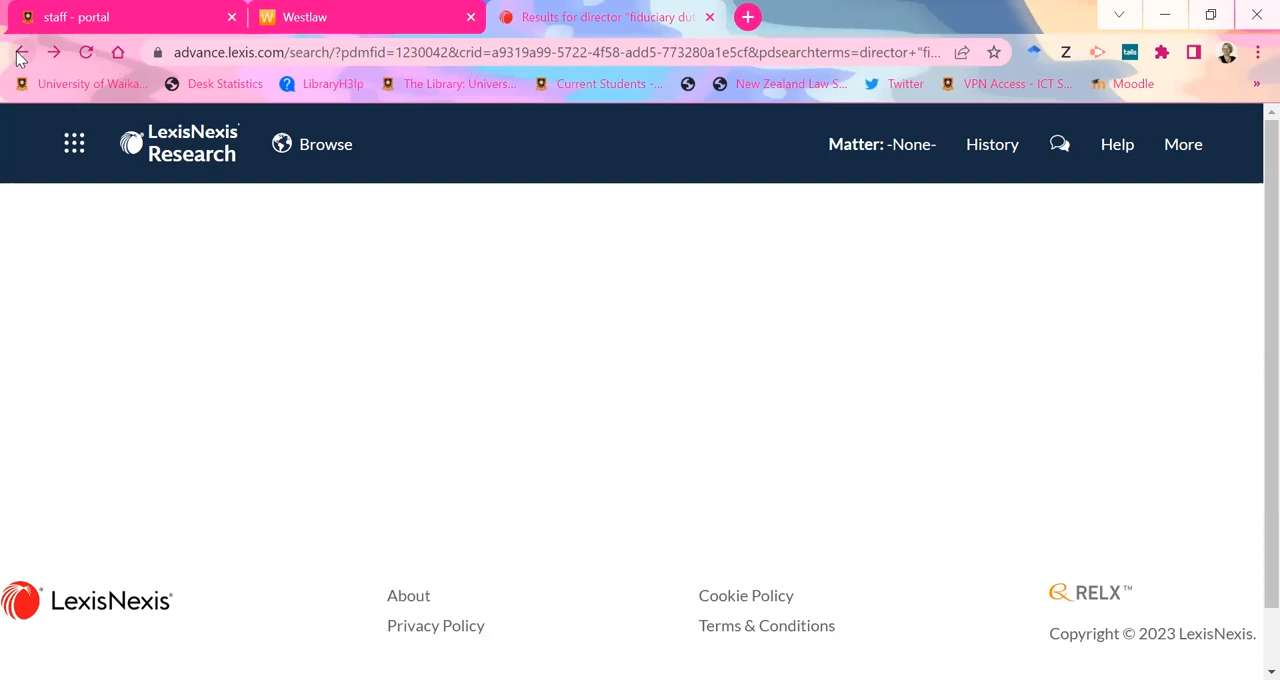 staff - portal
Westlaw
Results for director "fiduciary dut
advance.lexis.com/search/?pdmfid=1230042&crid=a9319a99-5722-4f58-add5-773280a1e5cf&pdsearchterms=director+"fi...
Z
talis
University of Waika...
Desk Statistics
LibraryH3lp
The Library: Univers...
Current Students -...
New Zealand Law S...
Twitter
VPN Access - ICT S...
Moodle
»
LexisNexis
Research
Browse
Matter: -None-
History
Help
More
LexisNexis®
About
Cookie Policy
RELX™
Privacy Policy
Terms & Conditions
Copyright © 2023 LexisNexis.